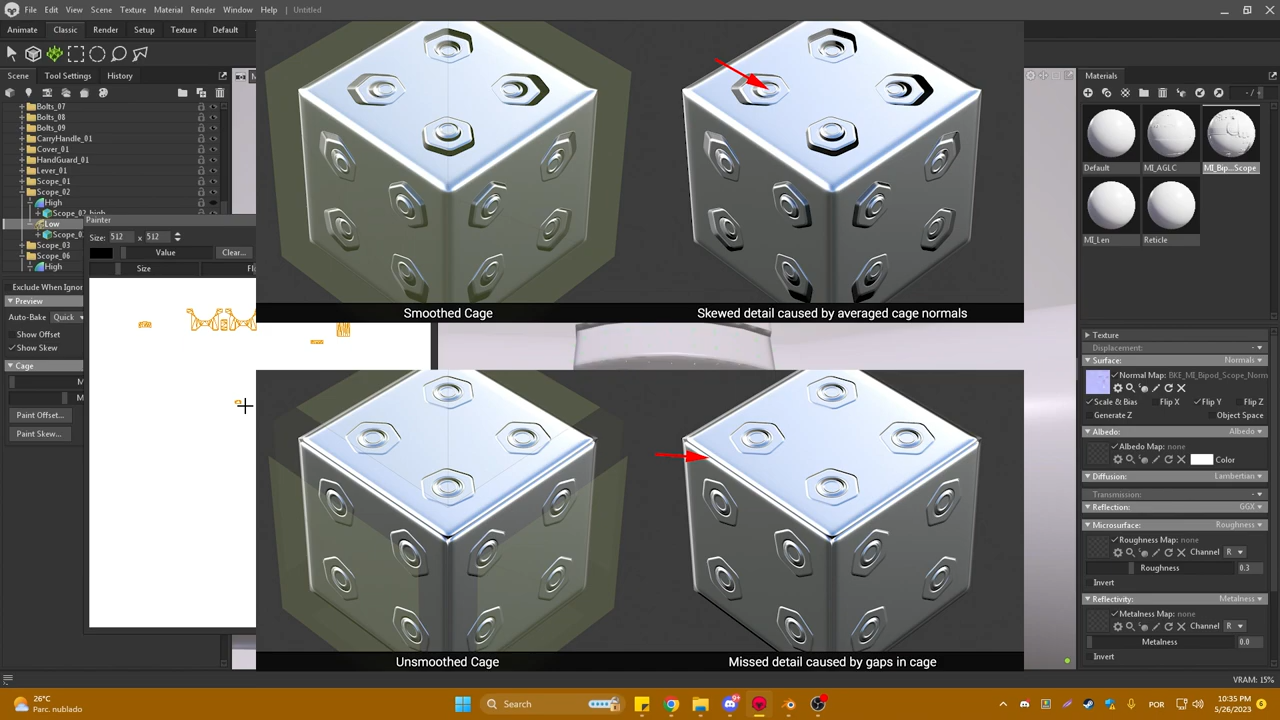 File Edit View Scene Texture Material Render Window Help Untitled
Animate Classic Render Setup Texture Default
Scene Tool Settings History
Materials
Bolts_07
Bolts_08
Bolts_09
CarryHandle_01
Cover_01
HandGuard_01
Lever_01
Scope_01
Scope_02
High
Scope_02_high
Low
Scope_0
Scope_03
Scope_06
High
Exclude When Ignor
Preview
Auto-Bake Quick
Show Offset
Show Skew
Cage
Paint Offset...
Paint Skew...
Painter
Size: 512 x 512
Value Clear...
Size
Smoothed Cage
Skewed detail caused by averaged cage normals
Unsmoothed Cage
Missed detail caused by gaps in cage
Default MI_AGLC MI_Bip...Scope
MI_Len Reticle
Texture
Displacement:
Surface: Normals
Normal Map: BKE_MI_Bipod_Scope_Norm
Scale & Bias Flip X Flip Y Flip Z
Generate Z Object Space
Albedo: Albedo
Albedo Map: none
Color
Diffusion: Lambertian
Transmission:
Reflection: GGX
Microsurface: Roughness
Roughness Map: none
Channel R
Roughness 0.3
Invert
Reflectivity: Metalness
Metalness Map: none
Channel R
Metalness 0.0
Invert
VRAM: 15%
26°C
Parc. nublado
Search
POR
10:35 PM
5/26/2023